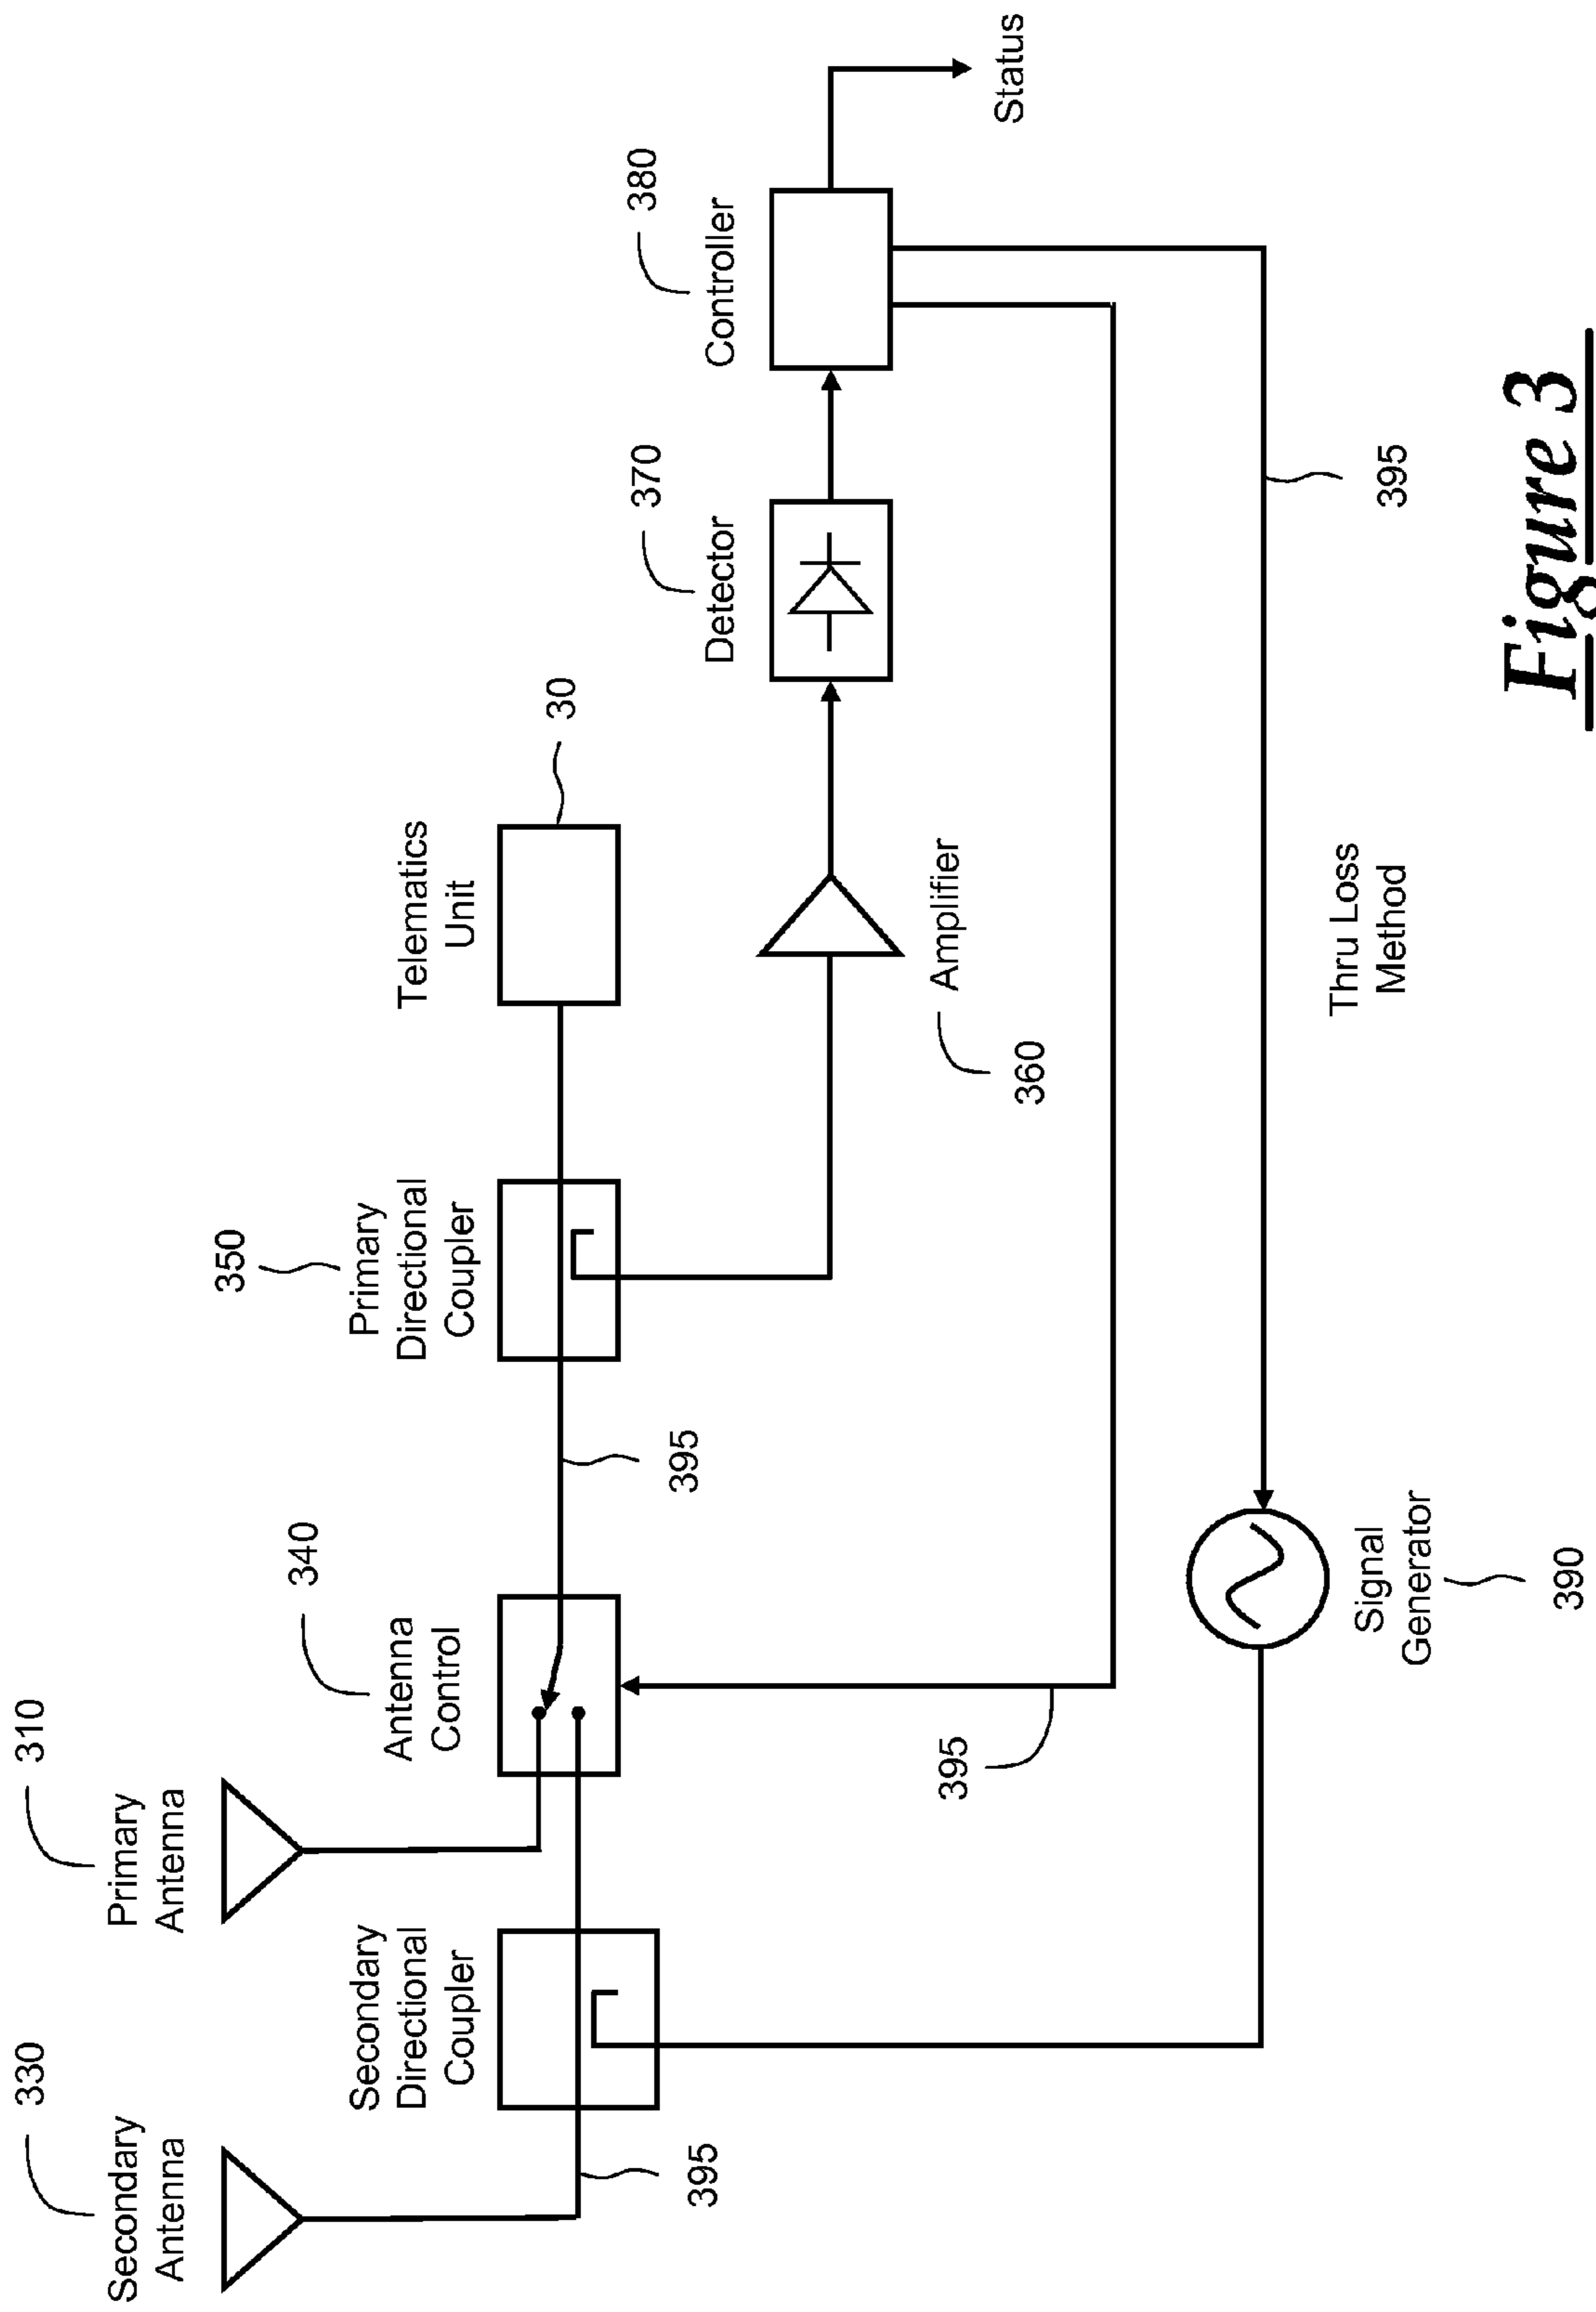 330
Secondary
Antenna
310
Primary
Antenna
340
Antenna
Control
Secondary
Directional
Coupler
395
350
Primary
Directional
Coupler
395
Telematics
Unit
30
370
Detector
380
Controller
Status
Amplifier
360
395
395
Signal
Generator
390
Thru Loss
Method
Figure 3